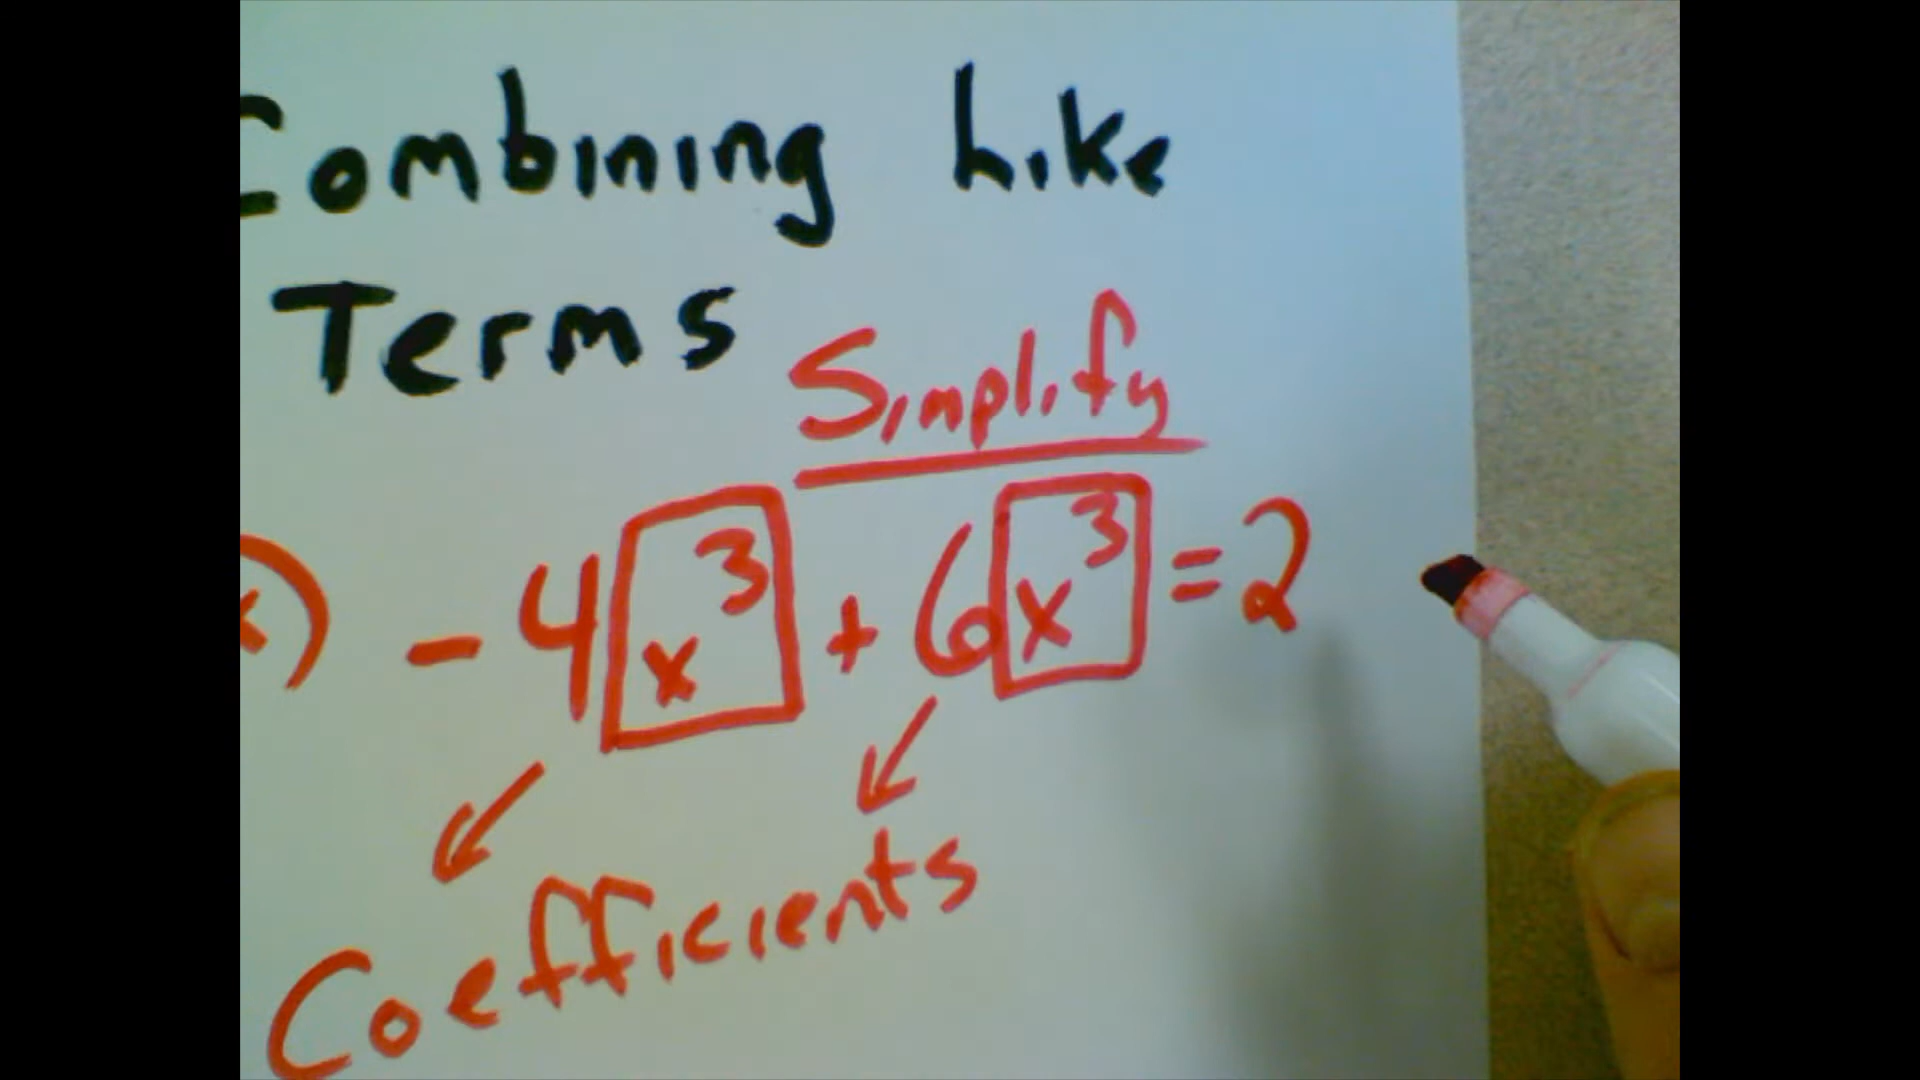 Combining Like
Terms
Simplify
x) -4x³ + 6x³ = 2
Coefficients